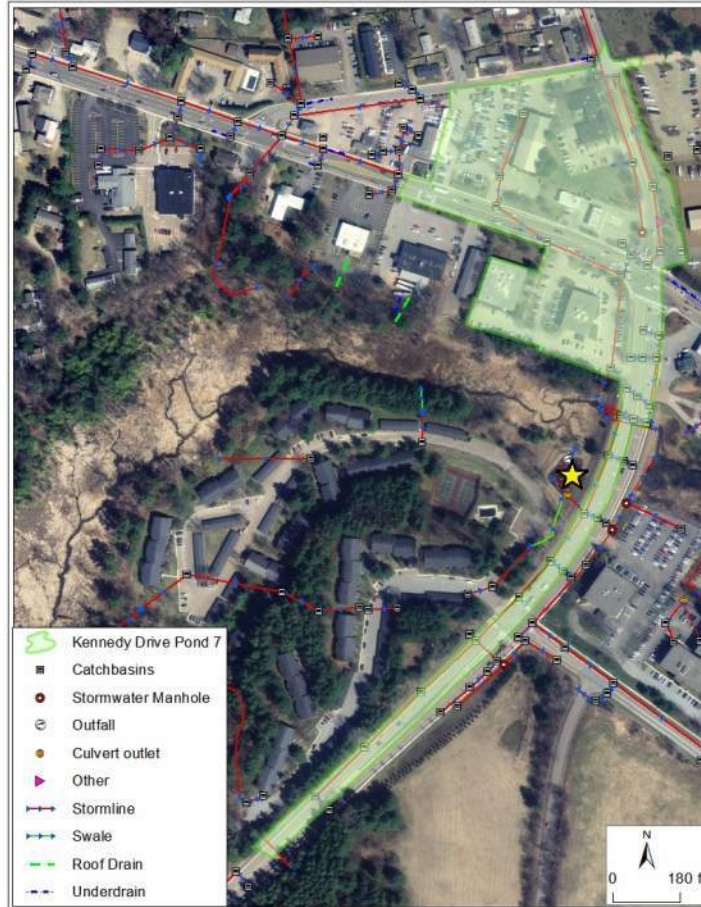 Kennedy Drive Pond 7
Catchbasins
Stormwater Manhole
Outfall
Culvert outlet
Other
Stormline
Swale
Roof Drain
Underdrain
N
0 180 f